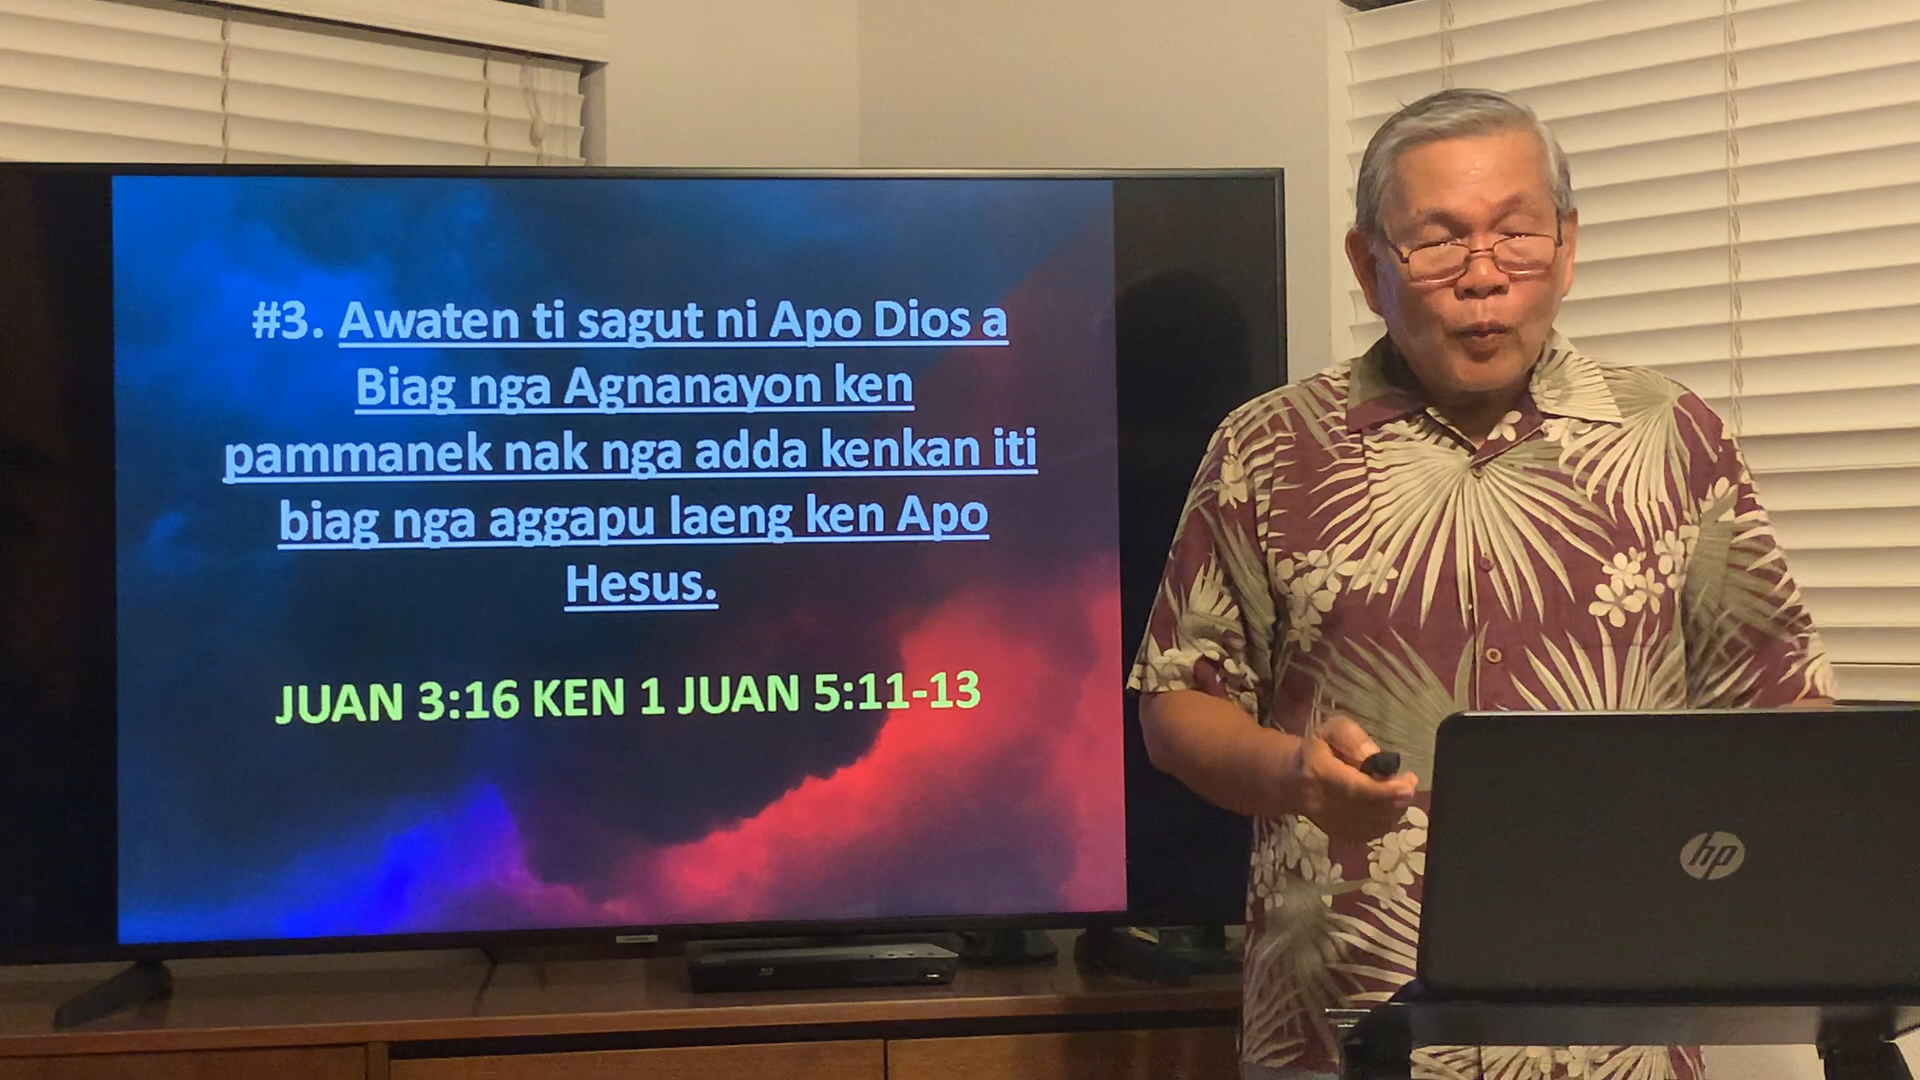 #3. Awaten ti sagut ni Apo Dios a
Biag nga Agnanayon ken
pammanek nak nga adda kenkan iti
biag nga aggapu laeng ken Apo
Hesus.
JUAN 3:16 KEN 1 JUAN 5:11-13
hp